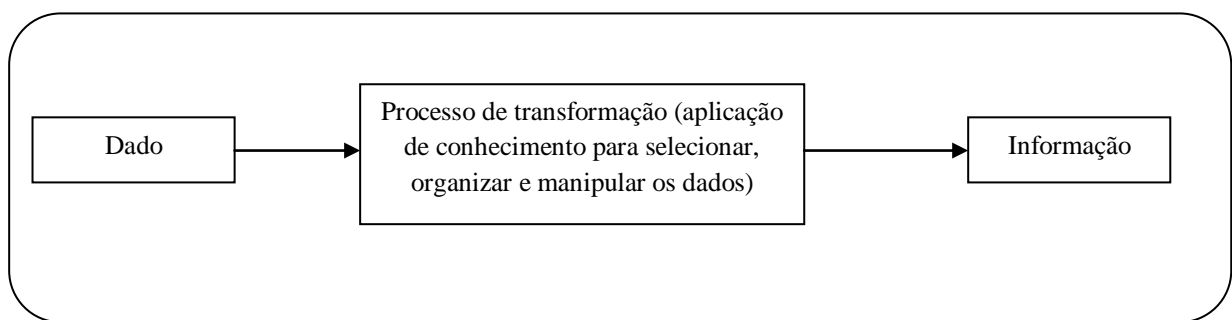 Dado
Processo de transformação (aplicação
de conhecimento para selecionar,
organizar e manipular os dados)
Informação